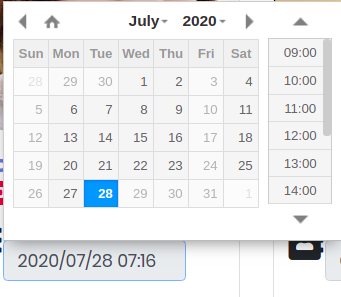 July 2020
Sun Mon Tue Wed Thu Fri Sat
28 29 30 1 2 3 4
5 6 7 8 9 10 11
12 13 14 15 16 17 18
19 20 21 22 23 24 25
26 27 28 29 30 31 1
09:00
10:00
11:00
12:00
13:00
14:00
2020/07/28 07:16